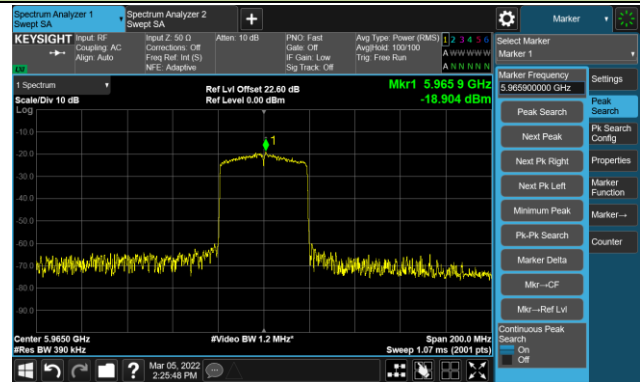 Spectrum Analyzer 1
Swept SA
Spectrum Analyzer 2
Swept SA
+
Marker
KEYSIGHT
Input: RF
Coupling: AC
Align: Auto
Input Z: 50 Ω
Corrections: Off
Freq Ref: Int (S)
NFE: Adaptive
Atten: 10 dB
PNO: Fast
Gate: Off
IF Gain: Low
Sig Track: Off
Avg Type: Power (RMS)
Avg|Hold: 100/100
Trig: Free Run
1 2 3 4 5 6
A W W W W W
A N N N N N
Select Marker
Marker 1
1 Spectrum
Scale/Div 10 dB
Log
Ref Lvl Offset 22.60 dB
Ref Level 0.00 dBm
Mkr1 5.965 9 GHz
-18.904 dBm
1
-10.0
-20.0
-30.0
-40.0
-50.0
-60.0
-70.0
-80.0
-90.0
Center 5.9650 GHz
#Res BW 390 kHz
#Video BW 1.2 MHz*
Span 200.0 MHz
Sweep 1.07 ms (2001 pts)
Marker Frequency
5.965900000 GHz
Peak Search
Next Peak
Next Pk Right
Next Pk Left
Minimum Peak
Pk-Pk Search
Marker Delta
Mkr→CF
Mkr→Ref Lvl
Continuous Peak
Search
On
Off
Settings
Peak
Search
Pk Search
Config
Properties
Marker
Function
Marker→
Counter
?
Mar 05, 2022
2:25:48 PM